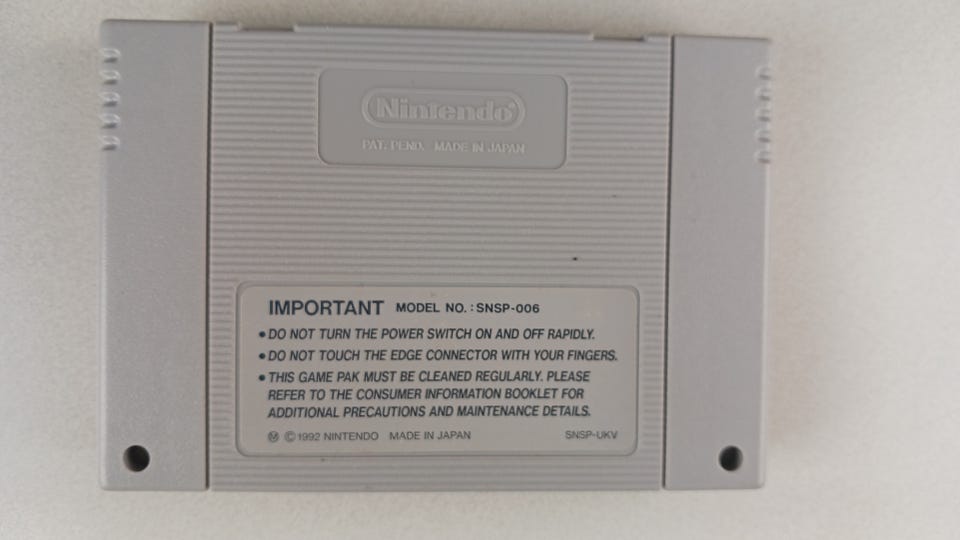 Nintendo®
PAT. PEND. MADE IN JAPAN
IMPORTANT MODEL NO. : SNSP-006
• DO NOT TURN THE POWER SWITCH ON AND OFF RAPIDLY.
• DO NOT TOUCH THE EDGE CONNECTOR WITH YOUR FINGERS.
• THIS GAME PAK MUST BE CLEANED REGULARLY. PLEASE
REFER TO THE CONSUMER INFORMATION BOOKLET FOR
ADDITIONAL PRECAUTIONS AND MAINTENANCE DETAILS.
Ⓜ ©1992 NINTENDO MADE IN JAPAN SNSP-UKV